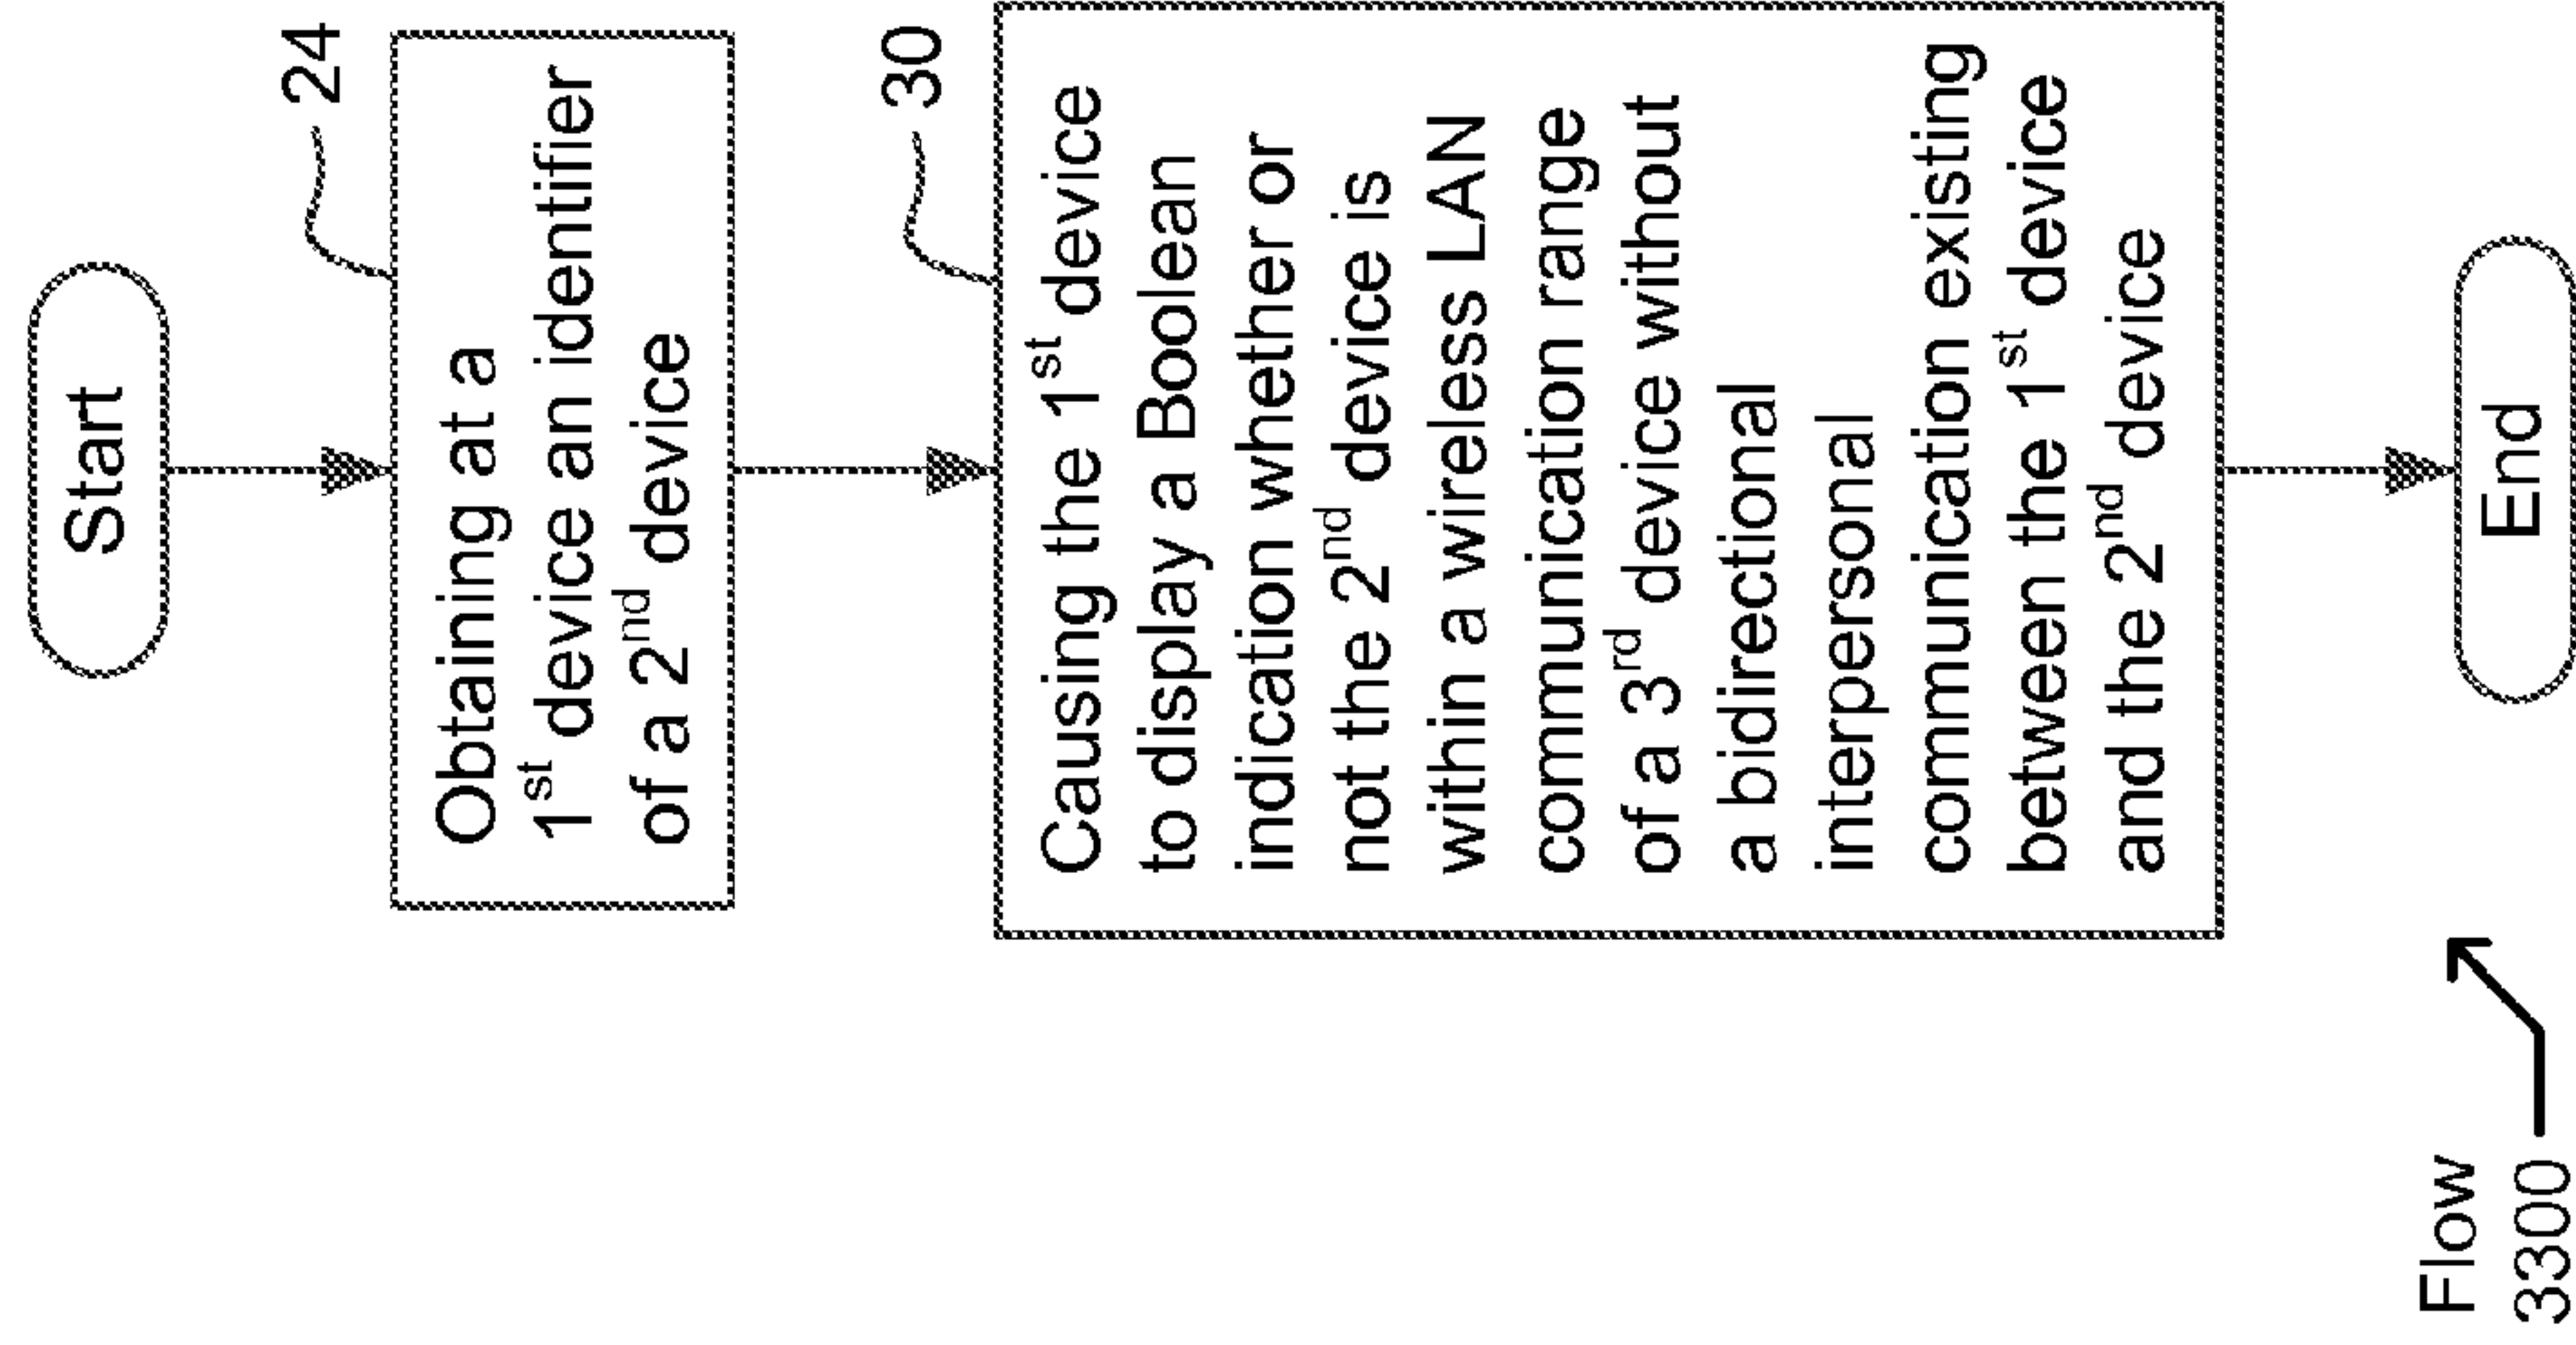 Start
24
Obtaining at a
1st device an identifier
of a 2nd device
30
Causing the 1st device
to display a Boolean
indication whether or
not the 2nd device is
within a wireless LAN
communication range
of a 3rd device without
a bidirectional
interpersonal
communication existing
between the 1st device
and the 2nd device
End
Flow
3300